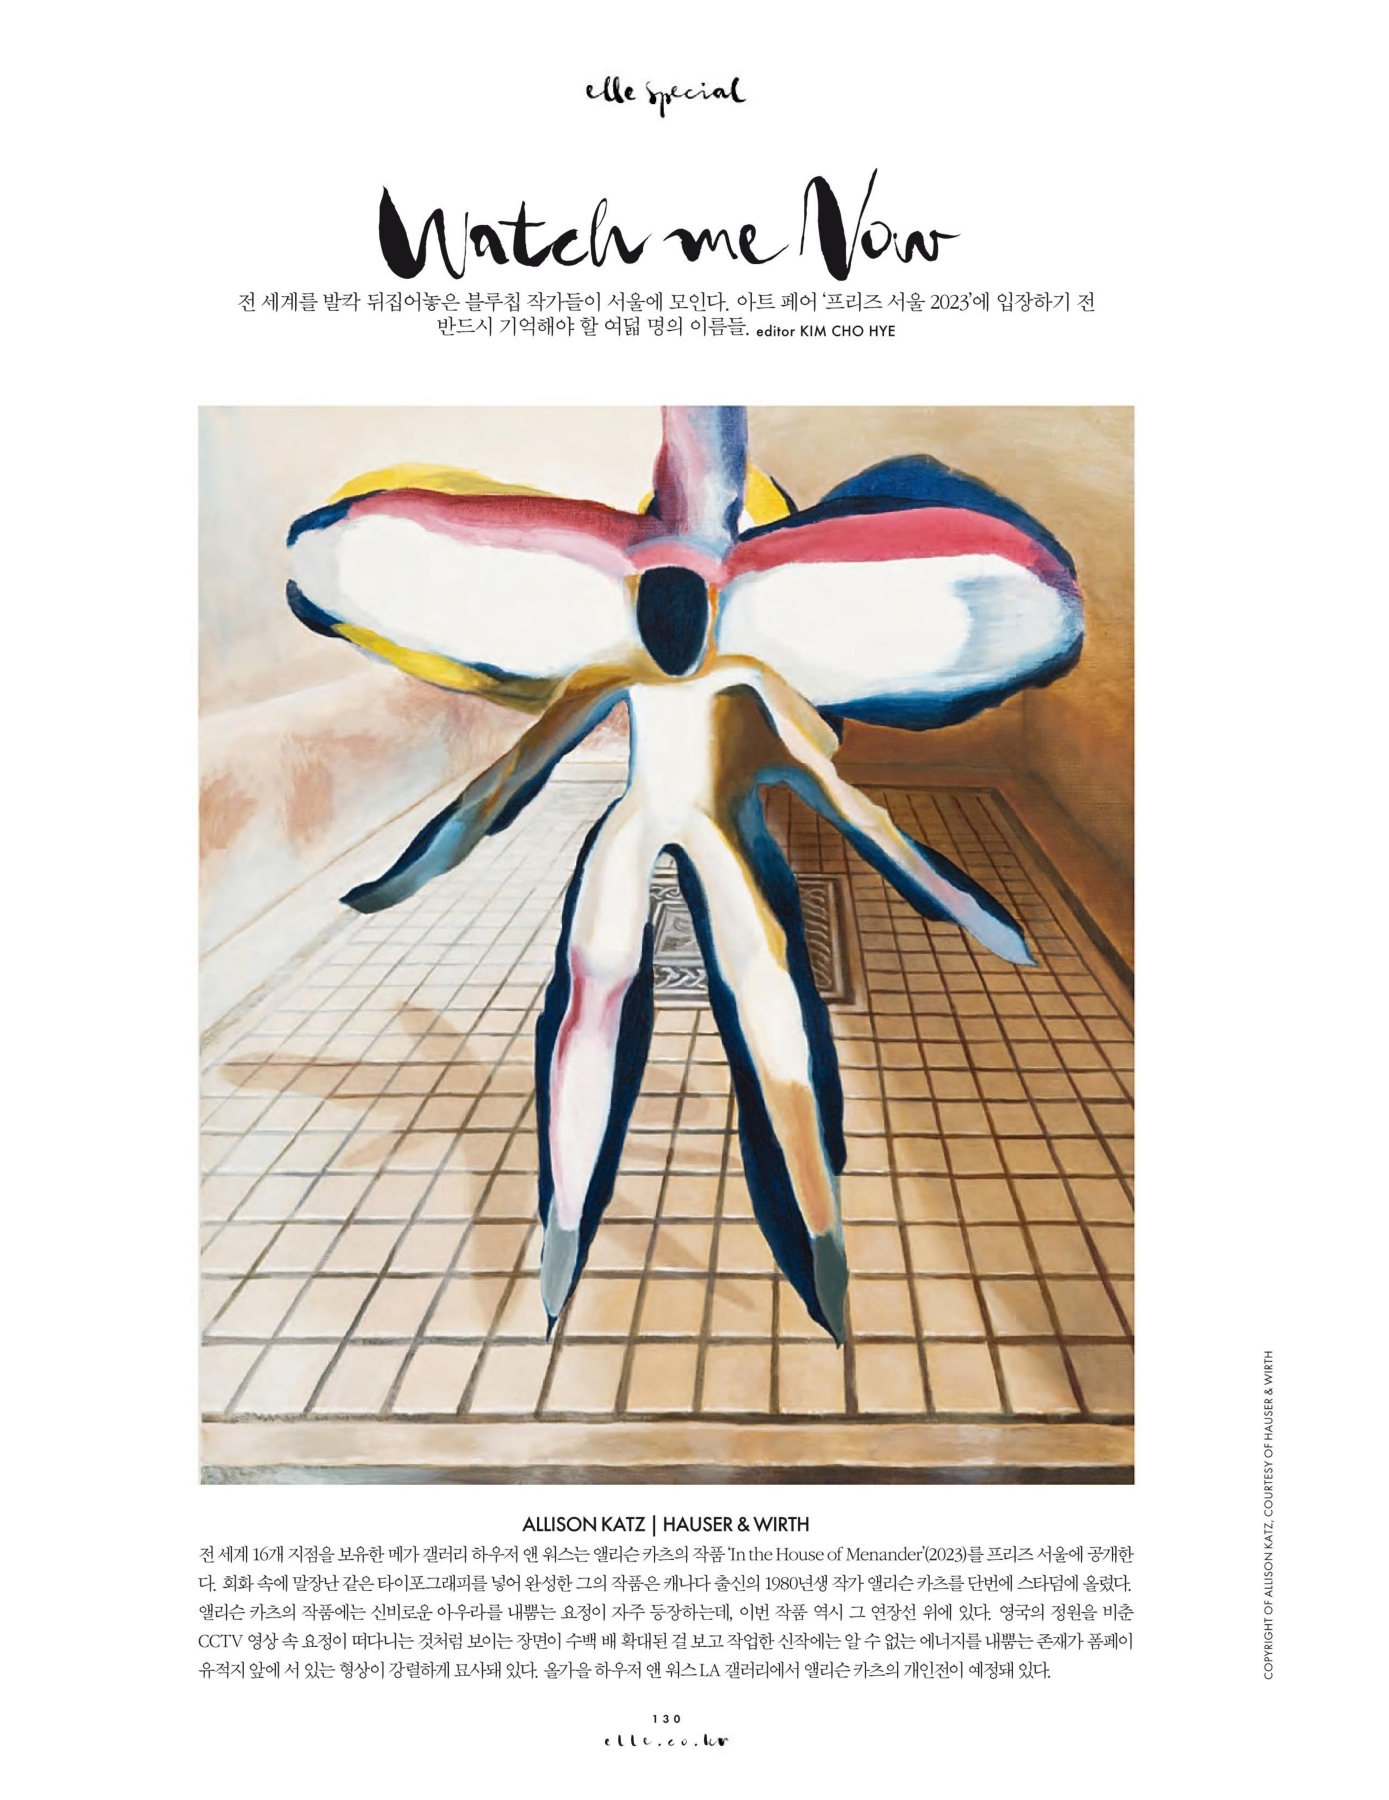 elle special
Watch me Now
전 세계를 발칵 뒤집어놓은 블루칩 작가들이 서울에 모인다. 아트 페어 ‘프리즈 서울 2023’에 입장하기 전
반드시 기억해야 할 여덟 명의 이름들. editor KIM CHO HYE
ALLISON KATZ | HAUSER & WIRTH
전 세계 16개 지점을 보유한 메가 갤러리 하우저 앤 워스는 앨리슨 카츠의 작품 ‘In the House of Menander’(2023)를 프리즈 서울에 공개한
다. 회화 속에 말장난 같은 타이포그래피를 넣어 완성한 그의 작품은 캐나다 출신의 1980년생 작가 앨리슨 카츠를 단번에 스타덤에 올렸다.
앨리슨 카츠의 작품에는 신비로운 아우라를 내뿜는 요정이 자주 등장하는데, 이번 작품 역시 그 연장선 위에 있다. 영국의 정원을 비춘
CCTV 영상 속 요정이 떠다니는 것처럼 보이는 장면이 수백 배 확대된 걸 보고 작업한 신작에는 알 수 없는 에너지를 내뿜는 존재가 폼페이
유적지 앞에 서 있는 형상이 강렬하게 묘사돼 있다. 올가을 하우저 앤 워스 LA 갤러리에서 앨리슨 카츠의 개인전이 예정돼 있다.
COPYRIGHT OF ALLISON KATZ, COURTESY OF HAUSER & WIRTH
130
elle.co.kr